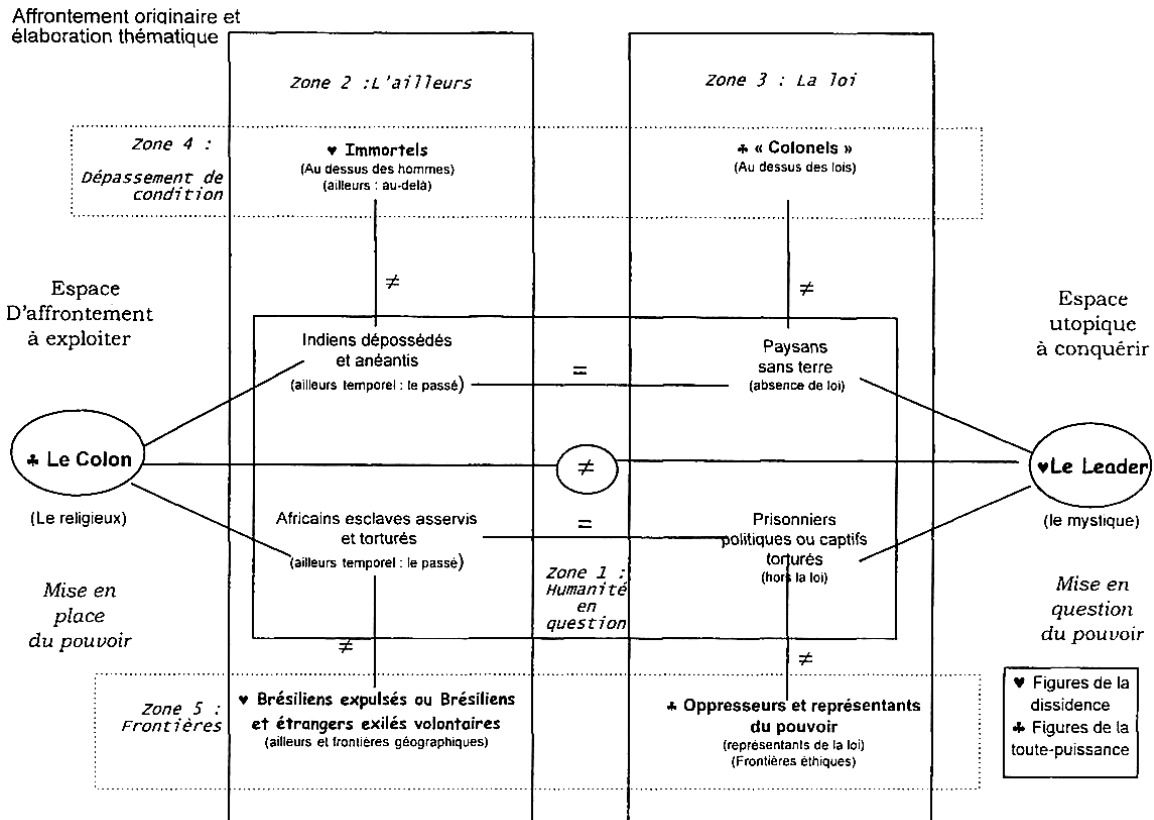 Affrontement originaire et
élaboration thématique
Zone 2 :L'ailleurs
Zone 3 : La loi
Zone 4 :
Dépassement de
condition
♥ Immortels
(Au dessus des hommes)
(ailleurs : au-delà)
♣ « Colonels »
(Au dessus des lois)
≠
≠
Espace
D'affrontement
à exploiter
Espace
utopique
à conquérir
Indiens dépossédés
et anéantis
(ailleurs temporel : le passé)
=
Paysans
sans terre
(absence de loi)
♣ Le Colon
≠
♥Le Leader
(Le religieux)
(le mystique)
Africains esclaves asservis
et torturés
(ailleurs temporel : le passé)
=
Prisonniers
politiques ou captifs
torturés
(hors la loi)
Zone 1 :
Humanité
en
question
Mise en
place
du pouvoir
Mise en
question
du pouvoir
≠
≠
Zone 5 :
Frontières
♥ Brésiliens expulsés ou Brésiliens
et étrangers exilés volontaires
(ailleurs et frontières géographiques)
♣ Oppresseurs et représentants
du pouvoir
(représentants de la loi)
(Frontières éthiques)
♥ Figures de la
dissidence
♣ Figures de la
toute-puissance